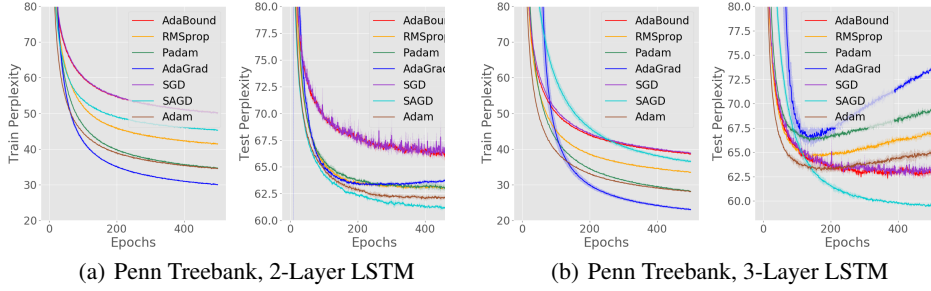 Train Perplexity
80
70
60
50
40
30
20
0
200
400
Epochs
AdaBound
RMSprop
Padam
AdaGrad
SGD
SAGD
Adam
Test Perplexity
80.0
77.5
75.0
72.5
70.0
67.5
65.0
62.5
60.0
0
200
400
Epochs
AdaBound
RMSprop
Padam
AdaGrad
SGD
SAGD
Adam
Train Perplexity
80
70
60
50
40
30
20
0
200
400
Epochs
AdaBound
RMSprop
Padam
AdaGrad
SGD
SAGD
Adam
Test Perplexity
80.0
77.5
75.0
72.5
70.0
67.5
65.0
62.5
60.0
0
200
400
Epochs
AdaBound
RMSprop
Padam
AdaGrad
SGD
SAGD
Adam
(a) Penn Treebank, 2-Layer LSTM
(b) Penn Treebank, 3-Layer LSTM